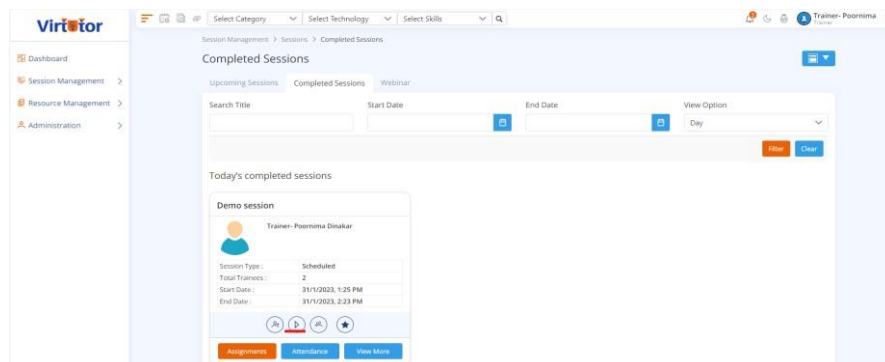 Virtutor
Select Category
Select Technology
Select Skills
Trainer- Poornima
Trainer
Session Management > Sessions > Completed Sessions
Dashboard
Session Management
Resource Management
Administration
Completed Sessions
Upcoming Sessions
Completed Sessions
Webinar
Search Title
Start Date
End Date
View Option
Day
Filter
Clear
Today's completed sessions
Demo session
Trainer- Poornima Dinakar
Session Type : Scheduled
Total Trainees : 2
Start Date : 31/1/2023, 1:25 PM
End Date : 31/1/2023, 2:23 PM
Assignments
Attendance
View More